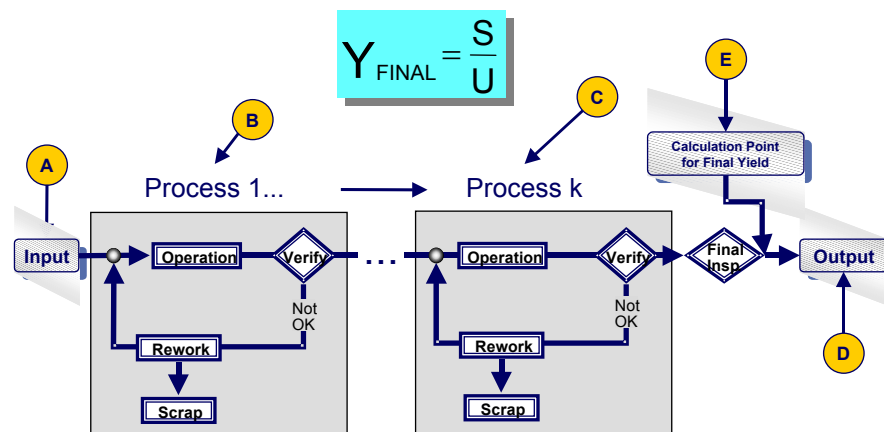 Y FINAL = S
U
E
B
C
A
Calculation Point
for Final Yield
Process 1...
Process k
Input
Operation
Verify
...
Operation
Verify
Final
Insp
Output
Not
OK
Not
OK
Rework
Rework
D
Scrap
Scrap